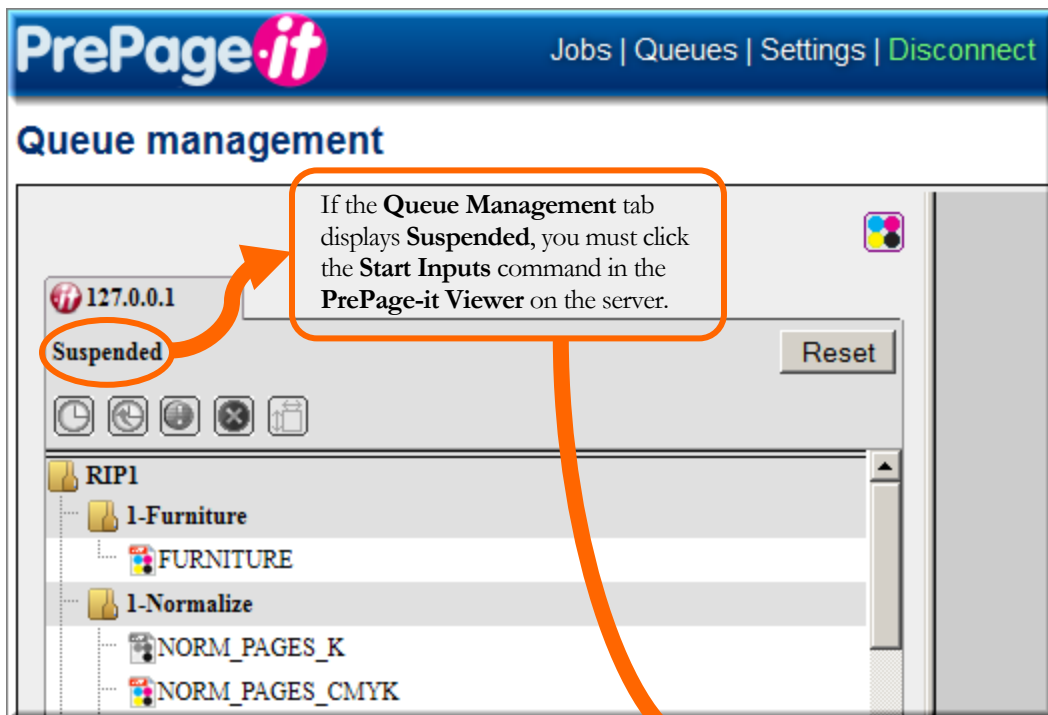 PrePage-it
Jobs | Queues | Settings | Disconnect
Queue management
If the Queue Management tab
displays Suspended, you must click
the Start Inputs command in the
PrePage-it Viewer on the server.
it 127.0.0.1
Suspended
Reset
RIP1
1-Furniture
FURNITURE
1-Normalize
NORM_PAGES_K
NORM_PAGES_CMYK